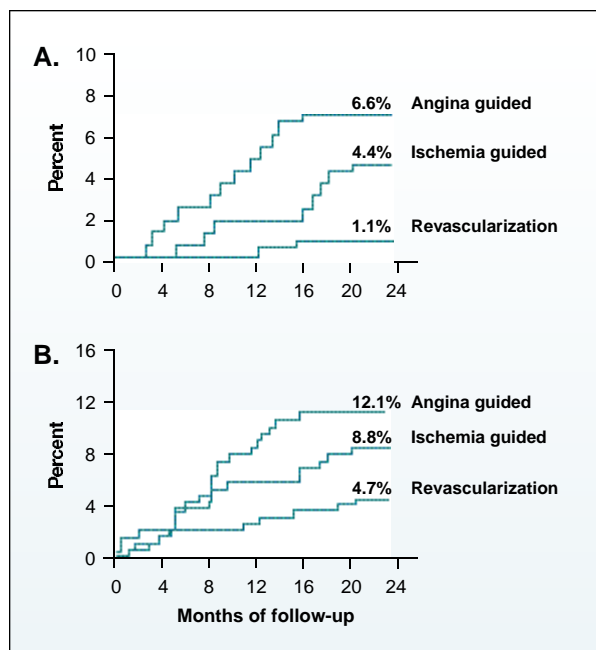 A.
10
8
6
4
2
0
Percent
6.6% Angina guided
4.4% Ischemia guided
1.1% Revascularization
0 4 8 12 16 20 24
B.
16
12
8
4
0
Percent
12.1% Angina guided
8.8% Ischemia guided
4.7% Revascularization
0 4 8 12 16 20 24
Months of follow-up